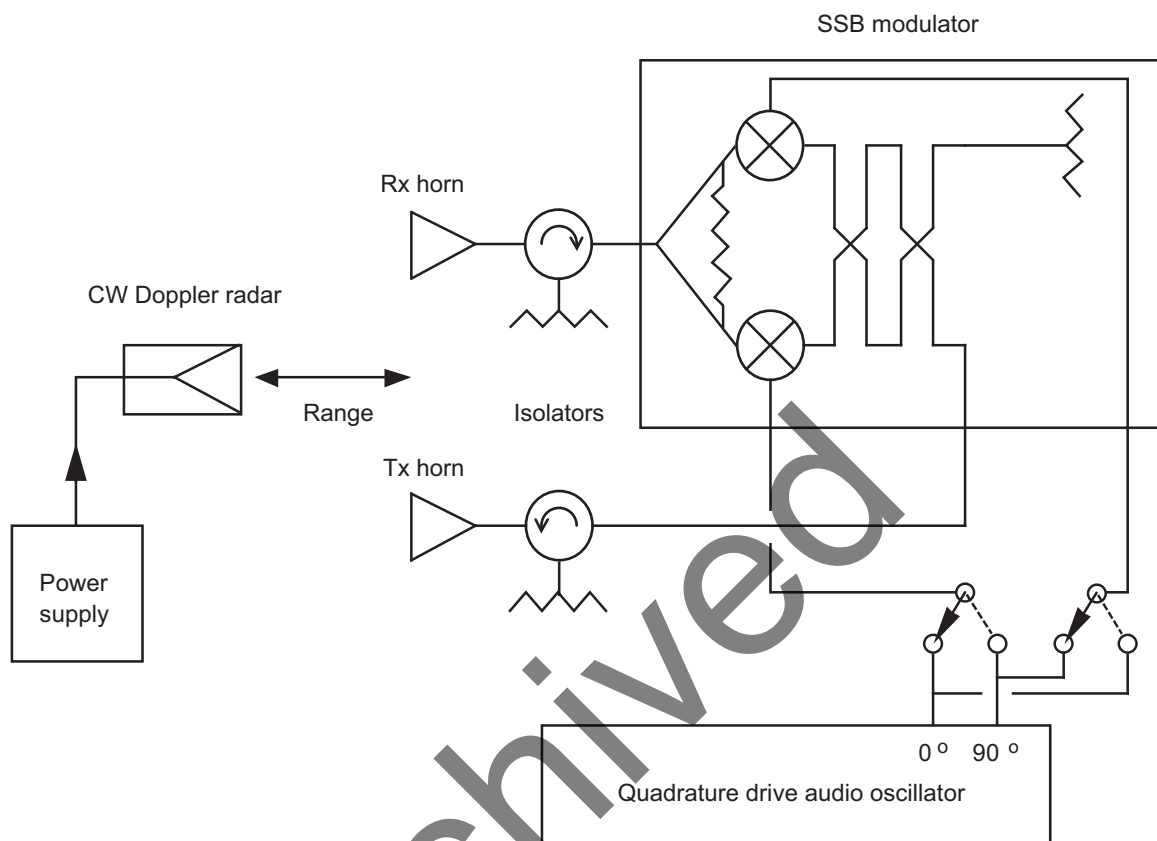 SSB modulator
Rx horn
CW Doppler radar
Range
Isolators
Tx horn
Power
supply
0 o 90 o
Quadrature drive audio oscillator
chived